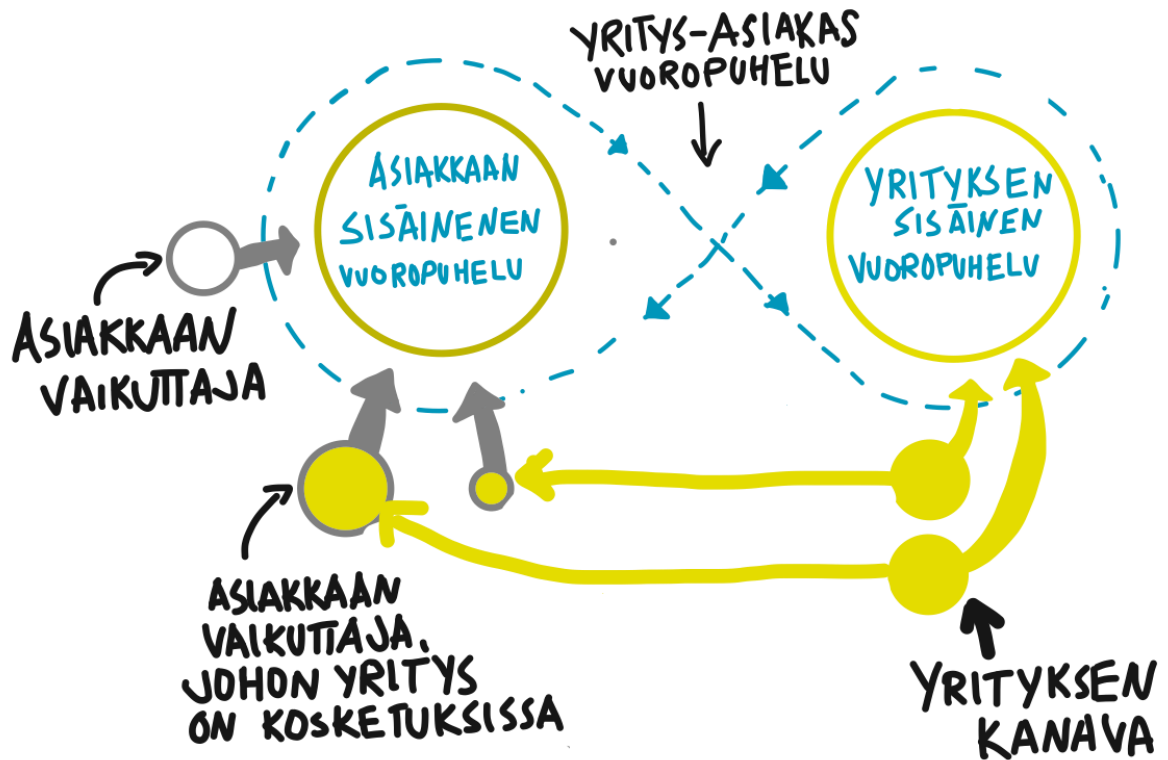 YRITYS-ASIAKAS
VUOROPUHELU
ASIAKKAAN
SISÄINENEN
VUOROPUHELU
YRITYKSEN
SISÄINEN
VUOROPUHELU
ASIAKKAAN
VAIKUTTAJA
ASIAKKAAN
VAIKUTTAJA.
JOHON YRITYS
ON KOSKETUKSISSA
YRITYKSEN
KANAVA